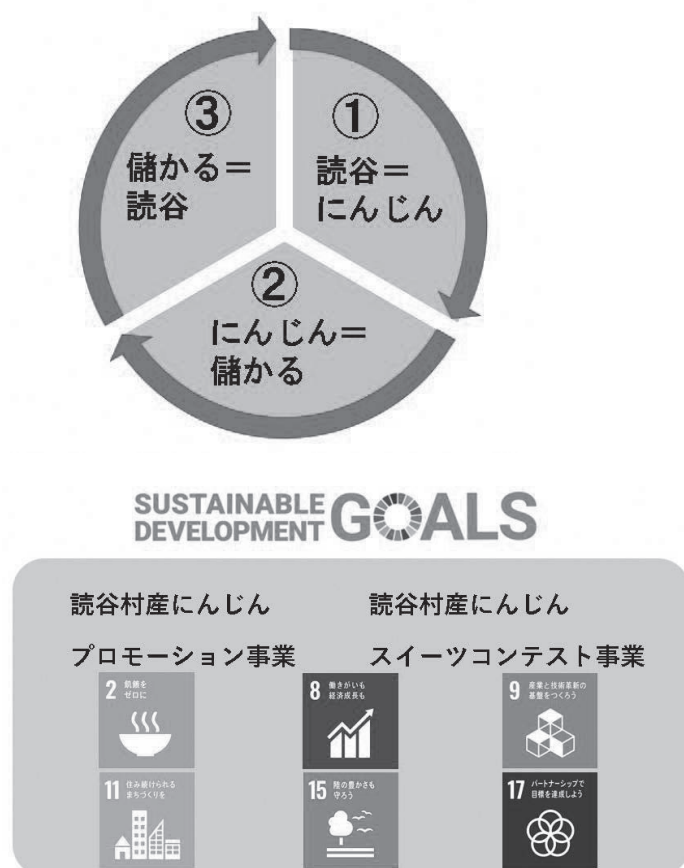 ③
儲かる＝
読谷
①
読谷＝
にんじん
②
にんじん＝
儲かる
SUSTAINABLE
DEVELOPMENT
GOALS
読谷村産にんじん
プロモーション事業
読谷村産にんじん
スイーツコンテスト事業
2 飢餓を
ゼロに
8 働きがいも
経済成長も
9 産業と技術革新の
基盤をつくろう
11 住み続けられる
まちづくりを
15 陸の豊かさも
守ろう
17 パートナーシップで
目標を達成しよう